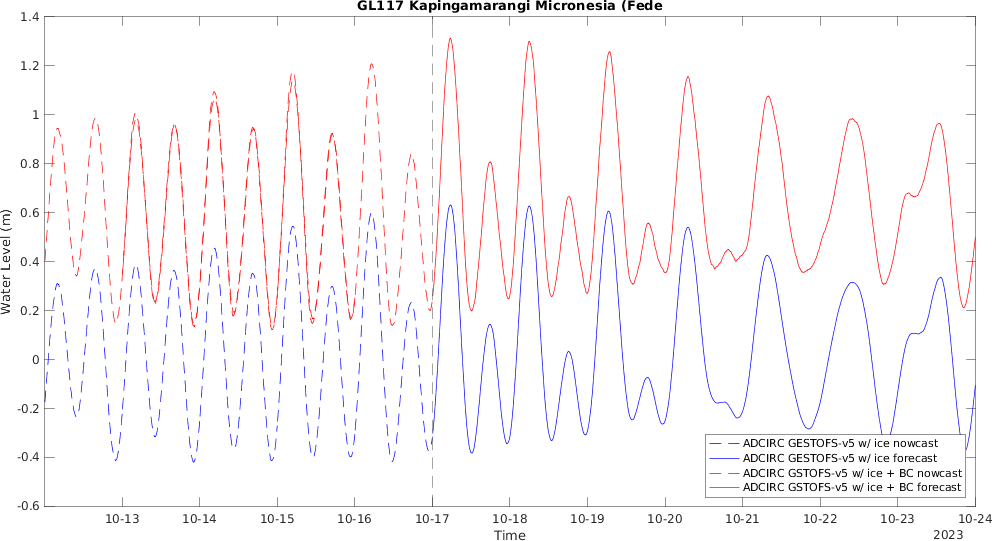 GL117 Kapingamarangi Micronesia (Fede
1.4
1.2
1
0.8
0.6
0.4
0.2
0
-0.2
-0.4
-0.6
Water Level (m)
ADCIRC GESTOFS-v5 w/ ice nowcast
ADCIRC GESTOFS-v5 w/ ice forecast
ADCIRC GSTOFS-v5 w/ ice + BC nowcast
ADCIRC GSTOFS-v5 w/ ice + BC forecast
10-13 10-14 10-15 10-16 10-17 10-18 10-19 10-20 10-21 10-22 10-23 10-24
Time
2023